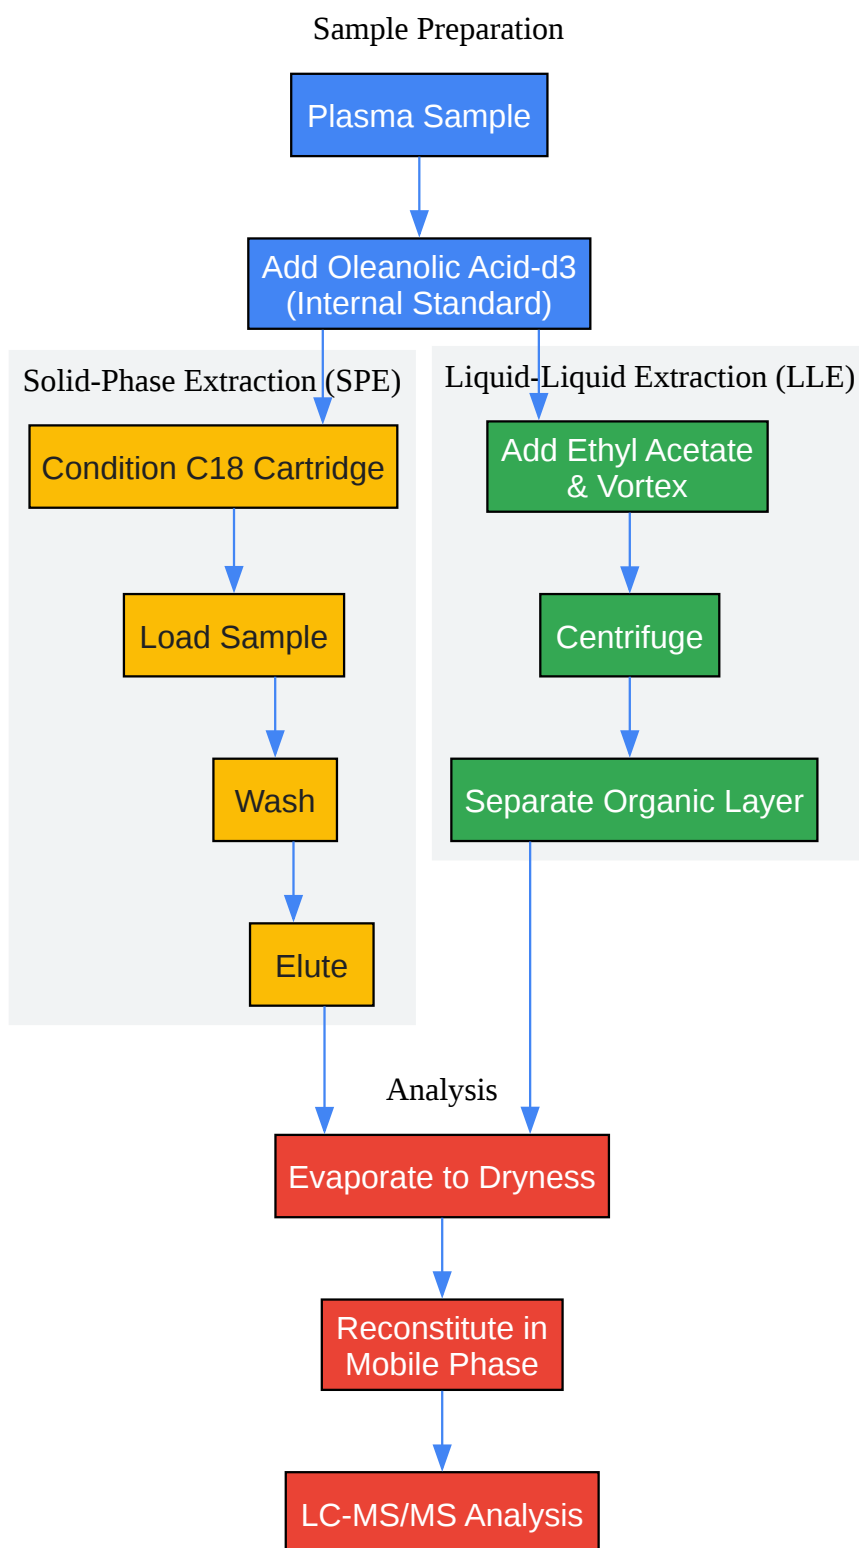 Sample Preparation
Plasma Sample
Add Oleanolic Acid-d3
(Internal Standard)
Solid-Phase Extraction (SPE)
Condition C18 Cartridge
Load Sample
Wash
Elute
Liquid-Liquid Extraction (LLE)
Add Ethyl Acetate
& Vortex
Centrifuge
Separate Organic Layer
Analysis
Evaporate to Dryness
Reconstitute in
Mobile Phase
LC-MS/MS Analysis